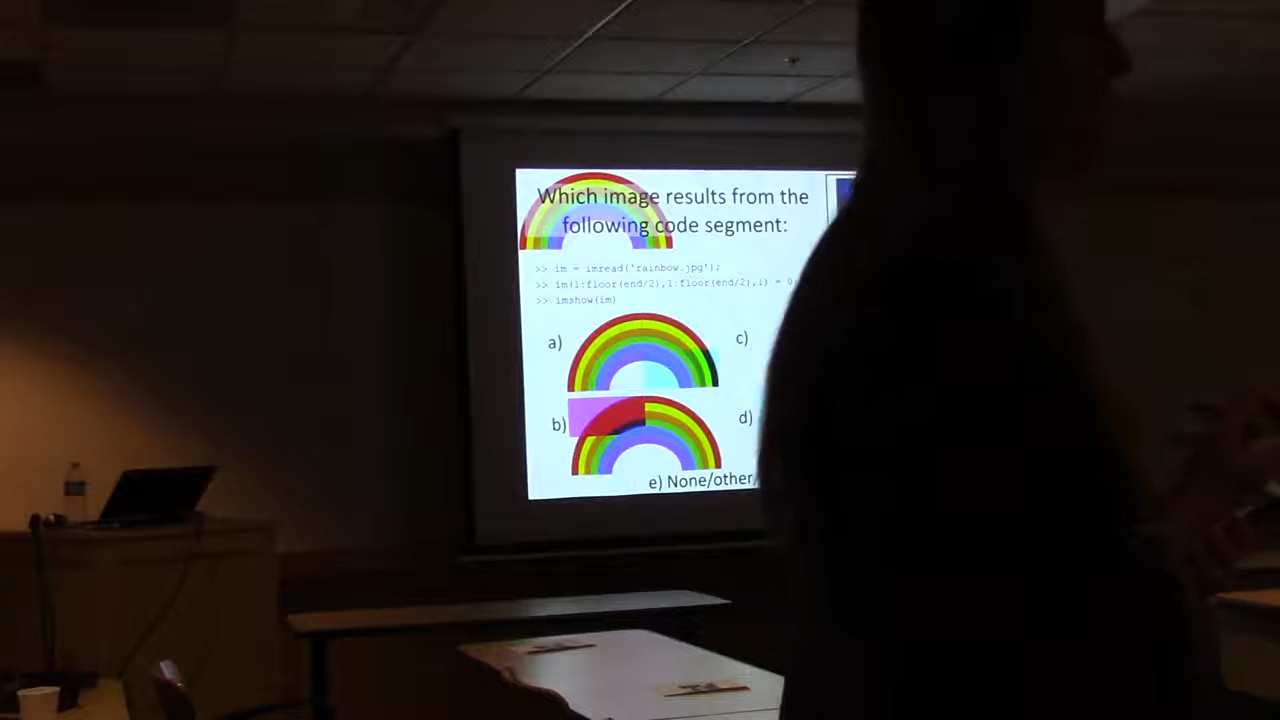 Which image results from the
following code segment:
>> im = imread('rainbow.jpg');
>> im(1:floor(end/2),1:floor(end/2),1) = 0
>> imshow(im)
a)
c)
b)
d)
e) None/other